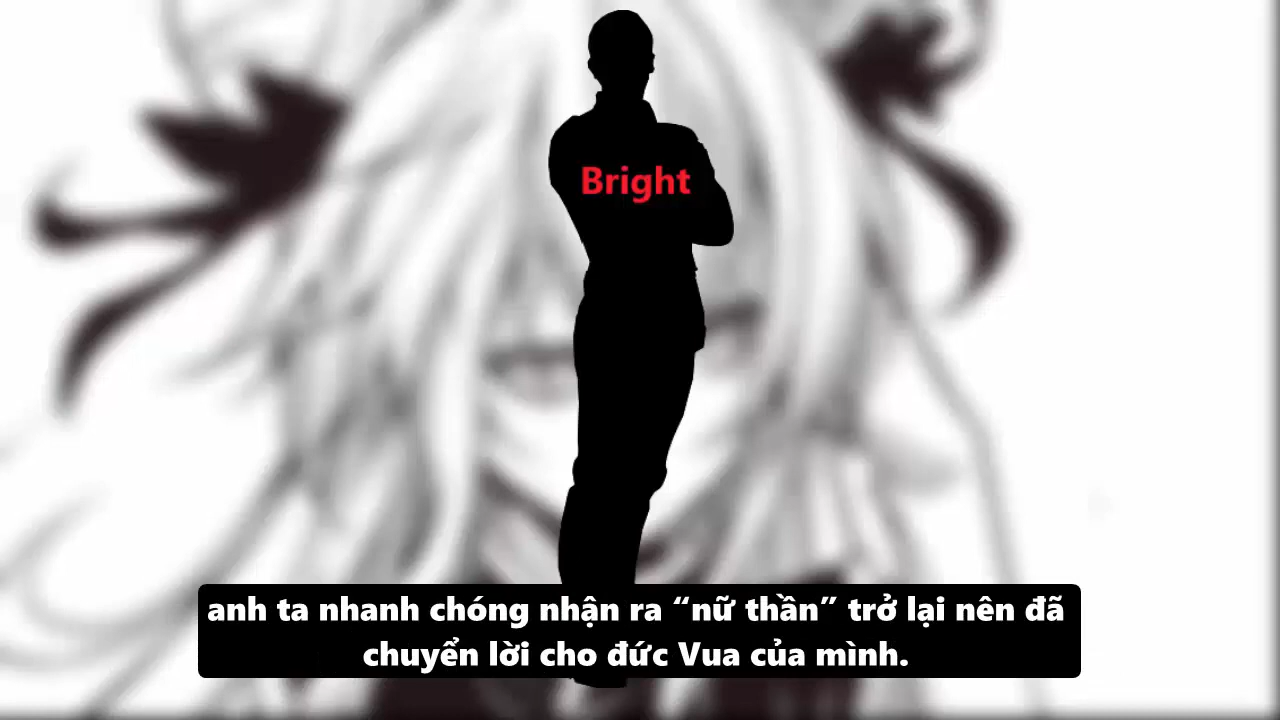 Bright
anh ta nhanh chóng nhận ra “nữ thần” trở lại nên đã
chuyển lời cho đức Vua của mình.